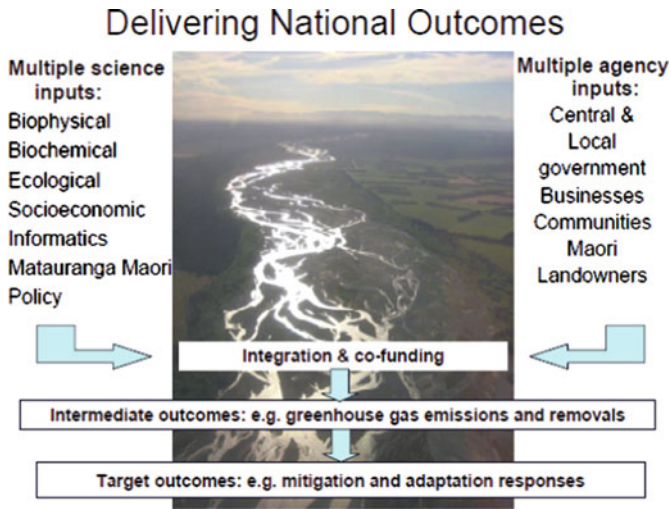 Delivering National Outcomes
Multiple science
inputs:
Biophysical
Biochemical
Ecological
Socioeconomic
Informatics
Matauranga Maori
Policy
Multiple agency
inputs:
Central &
Local
government
Businesses
Communities
Maori
Landowners
Integration & co-funding
Intermediate outcomes: e.g. greenhouse gas emissions and removals
Target outcomes: e.g. mitigation and adaptation responses